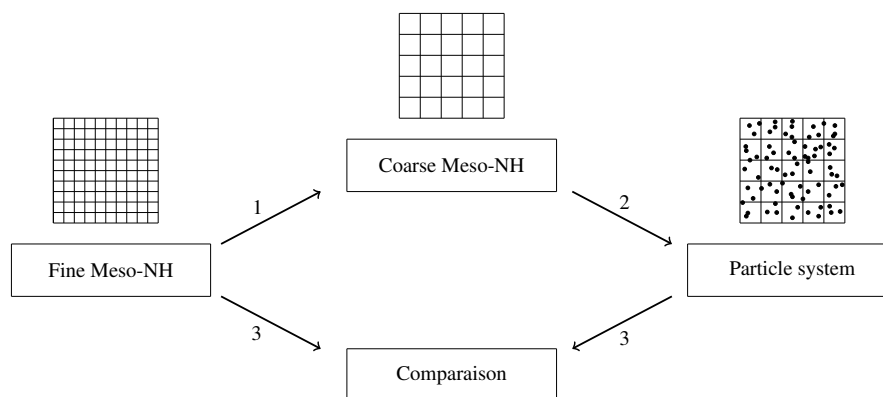 Coarse Meso-NH
1
2
Fine Meso-NH
Particle system
3
3
Comparaison